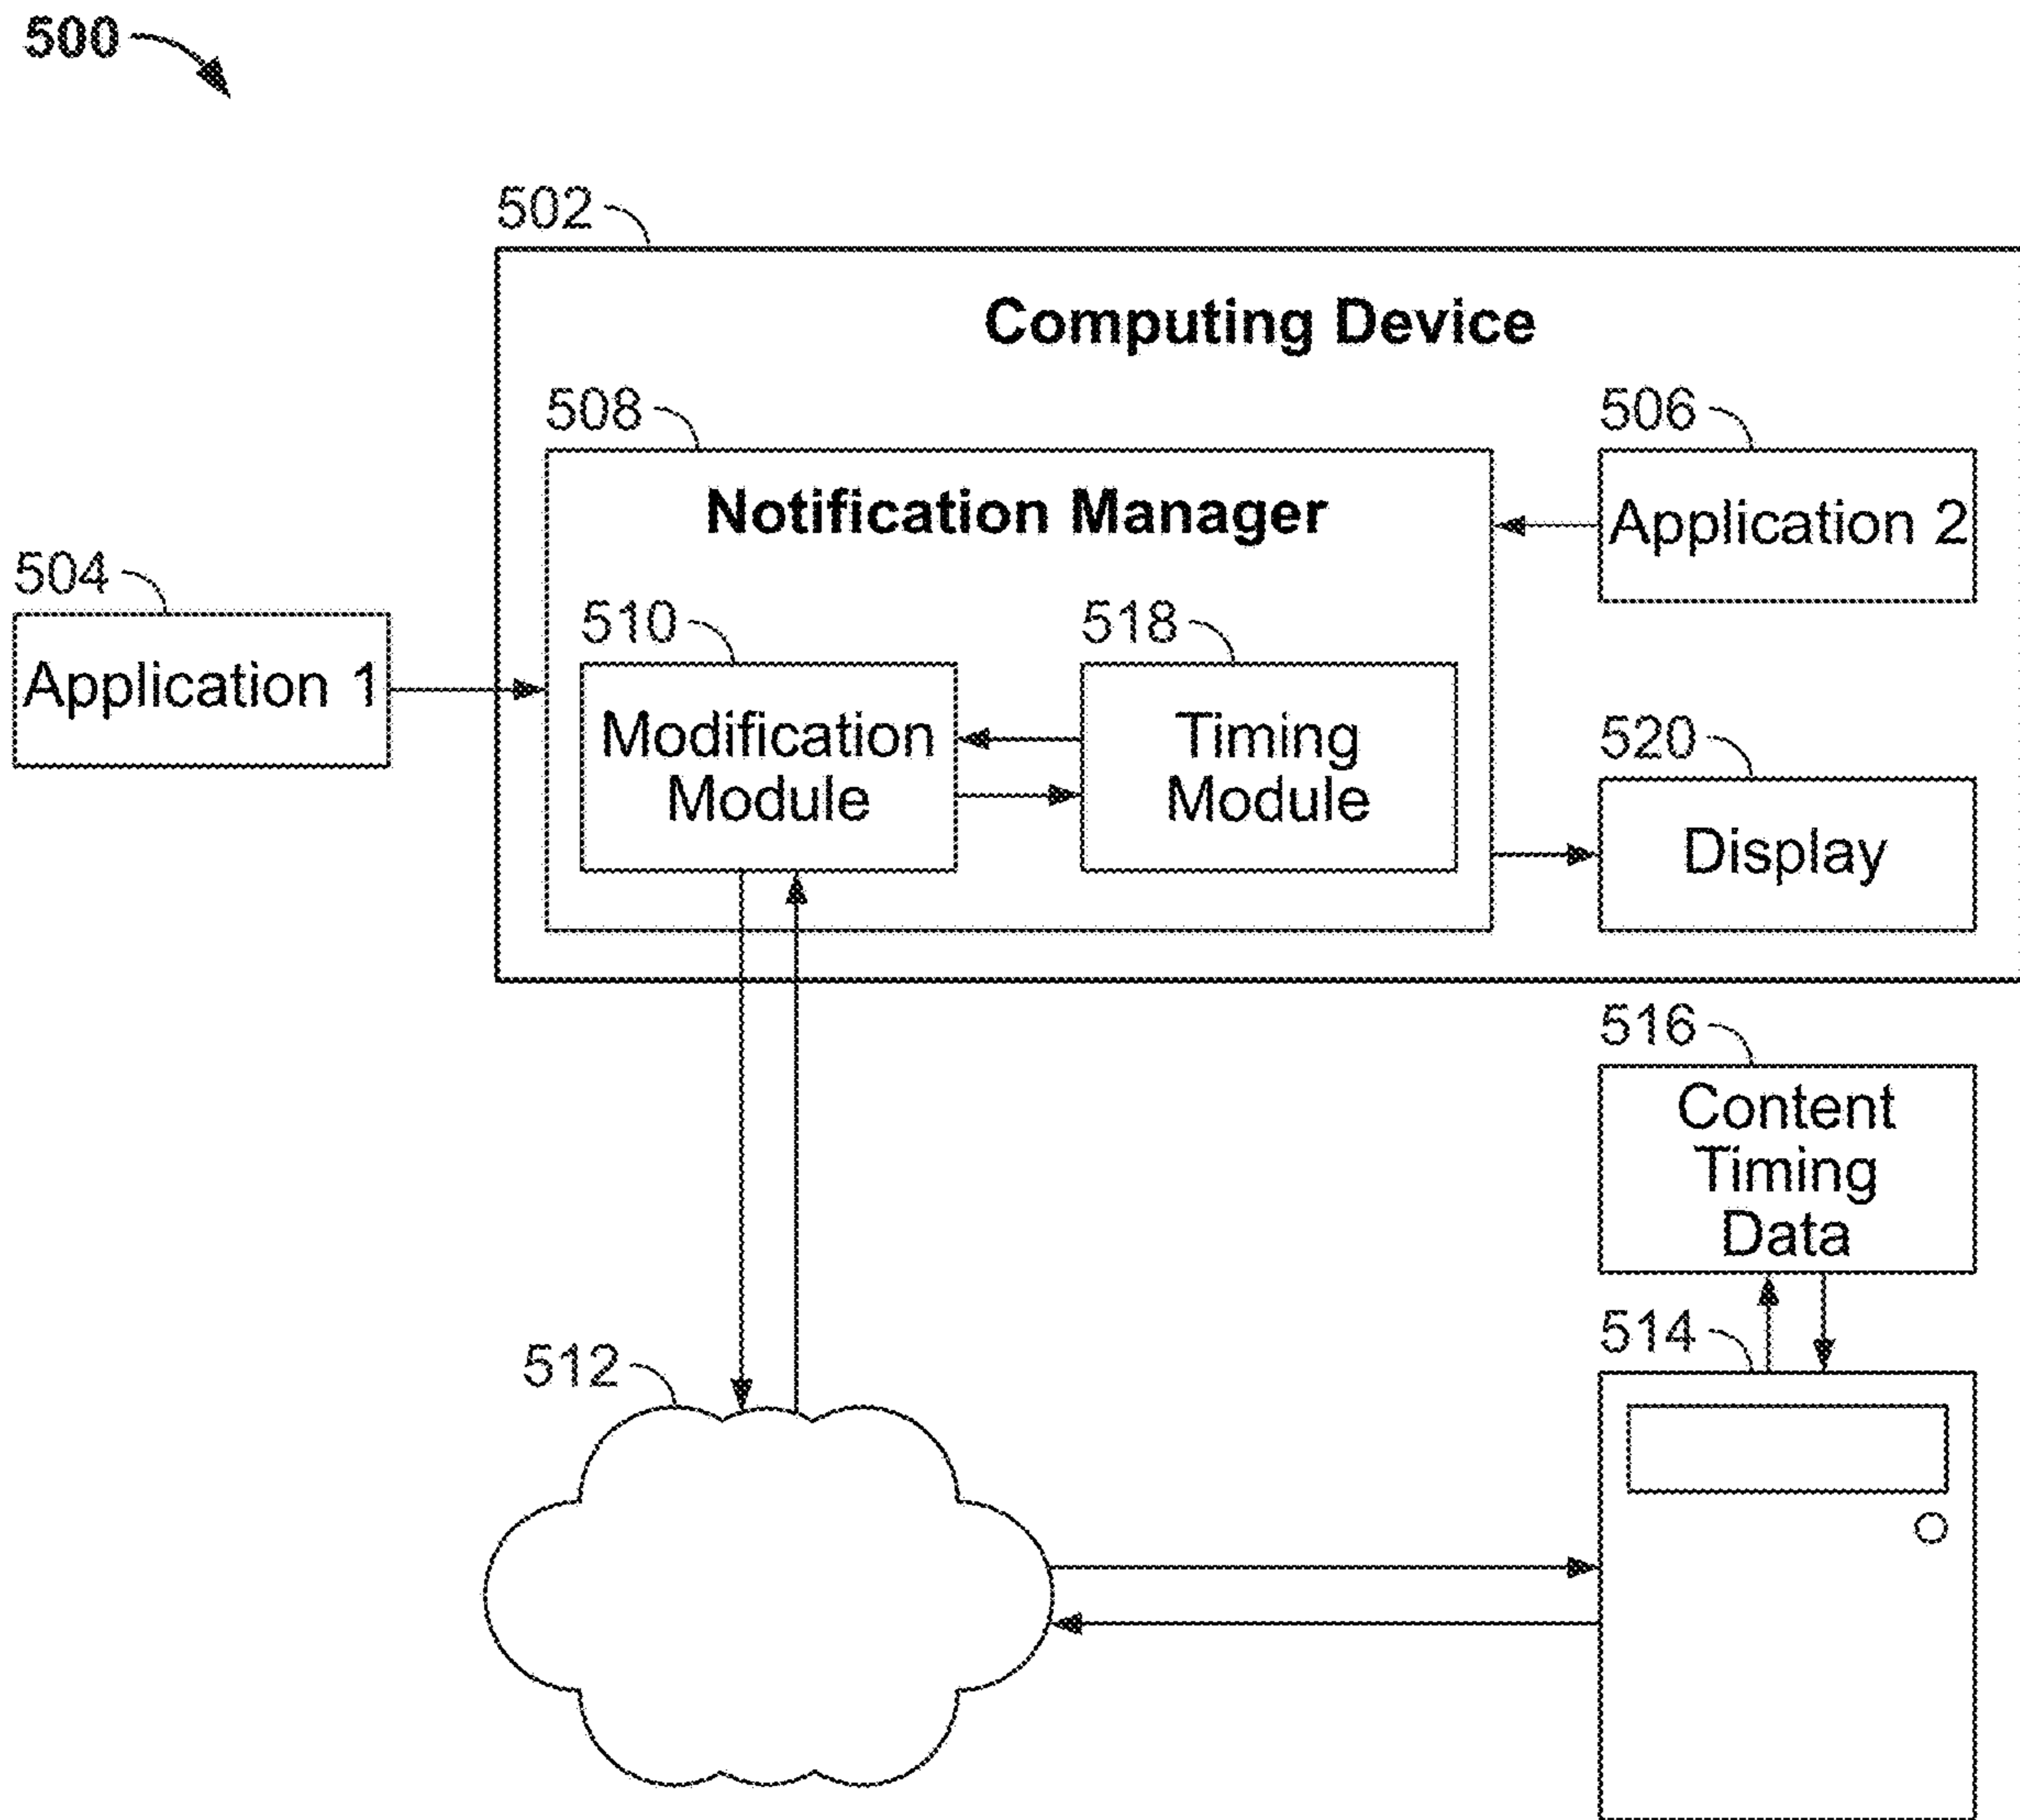 500
502
Computing Device
508
506
Notification Manager
Application 2
504
510
518
Application 1
Modification
Module
Timing
Module
520
Display
516
Content
Timing
Data
514
512